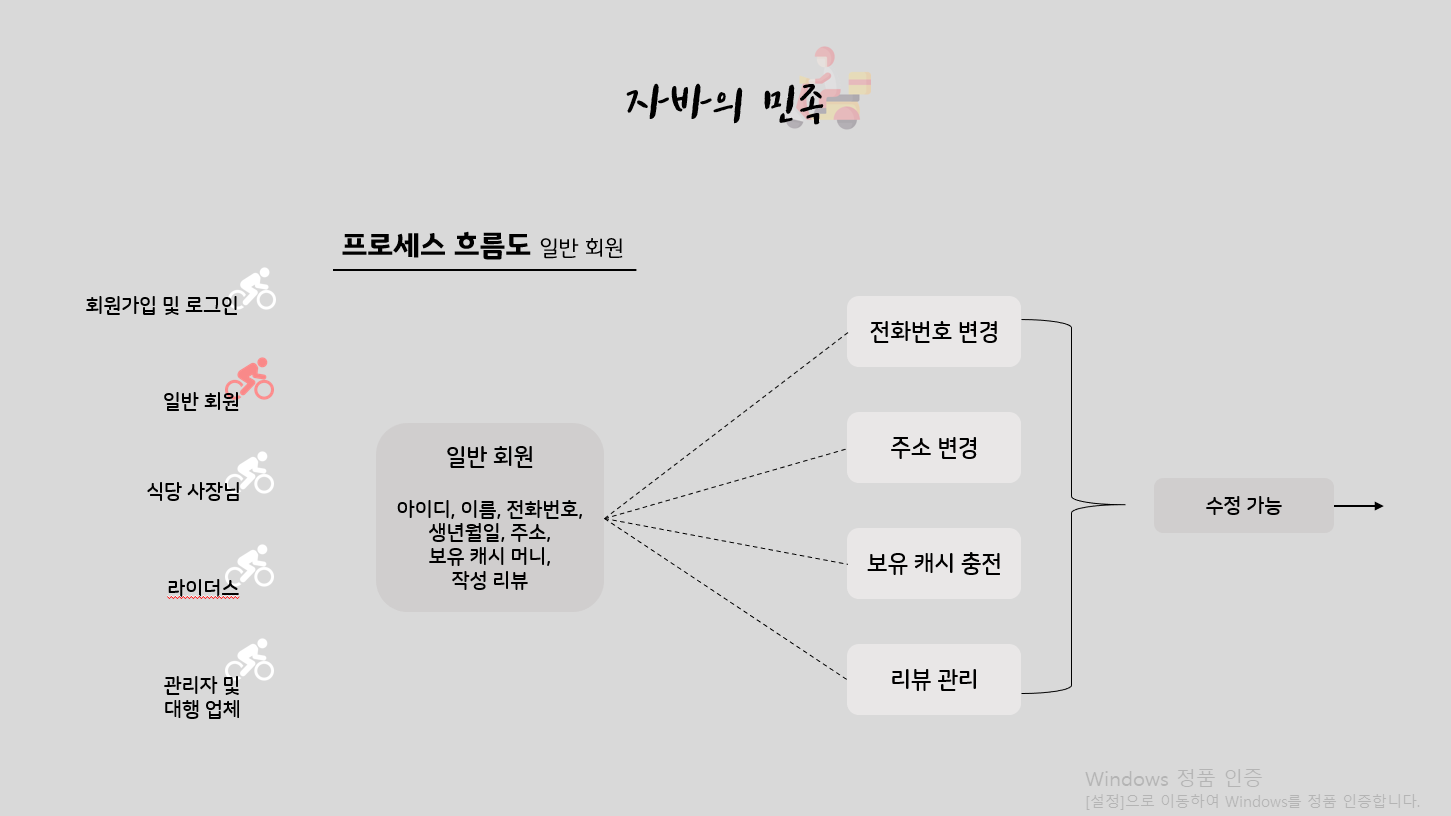 자바의 민족
프로세스 흐름도 일반 회원
회원가입 및 로그인
일반 회원
식당 사장님
라이더스
관리자 및
대행 업체
일반 회원
아이디, 이름, 전화번호,
생년월일, 주소,
보유 캐시 머니,
작성 리뷰
전화번호 변경
주소 변경
보유 캐시 충전
리뷰 관리
수정 가능
Windows 정품 인증
[설정]으로 이동하여 Windows를 정품 인증합니다.